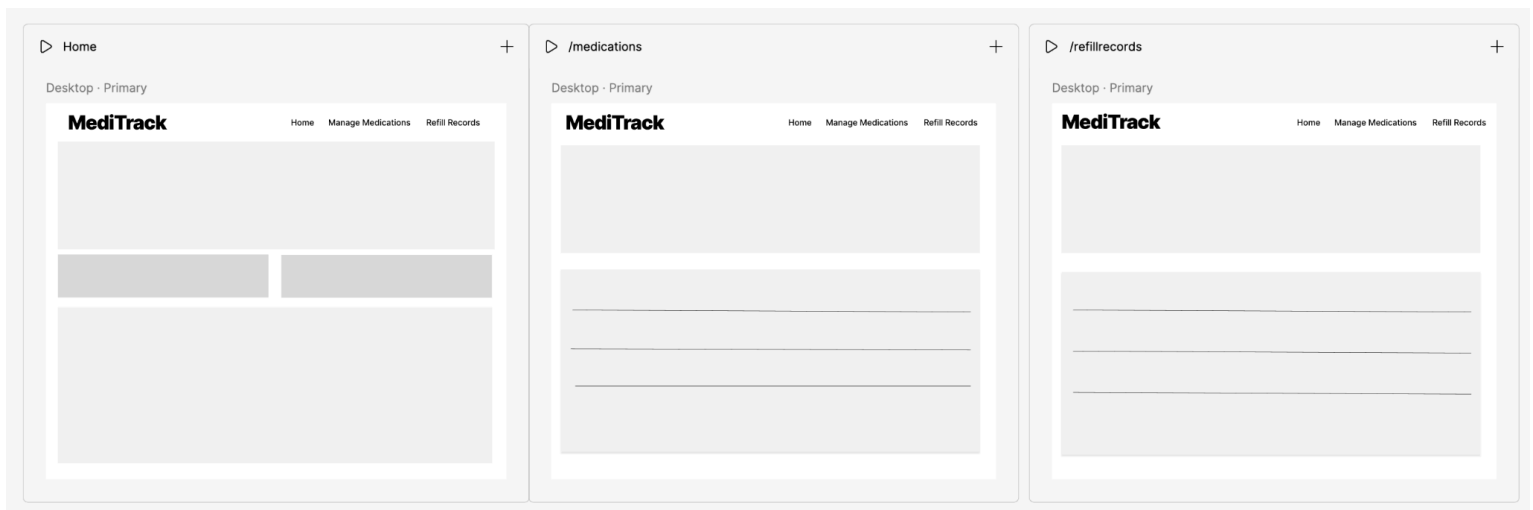 Home
Desktop · Primary
MediTrack
Home Manage Medications Refill Records
/medications
Desktop · Primary
MediTrack
Home Manage Medications Refill Records
/refillrecords
Desktop · Primary
MediTrack
Home Manage Medications Refill Records